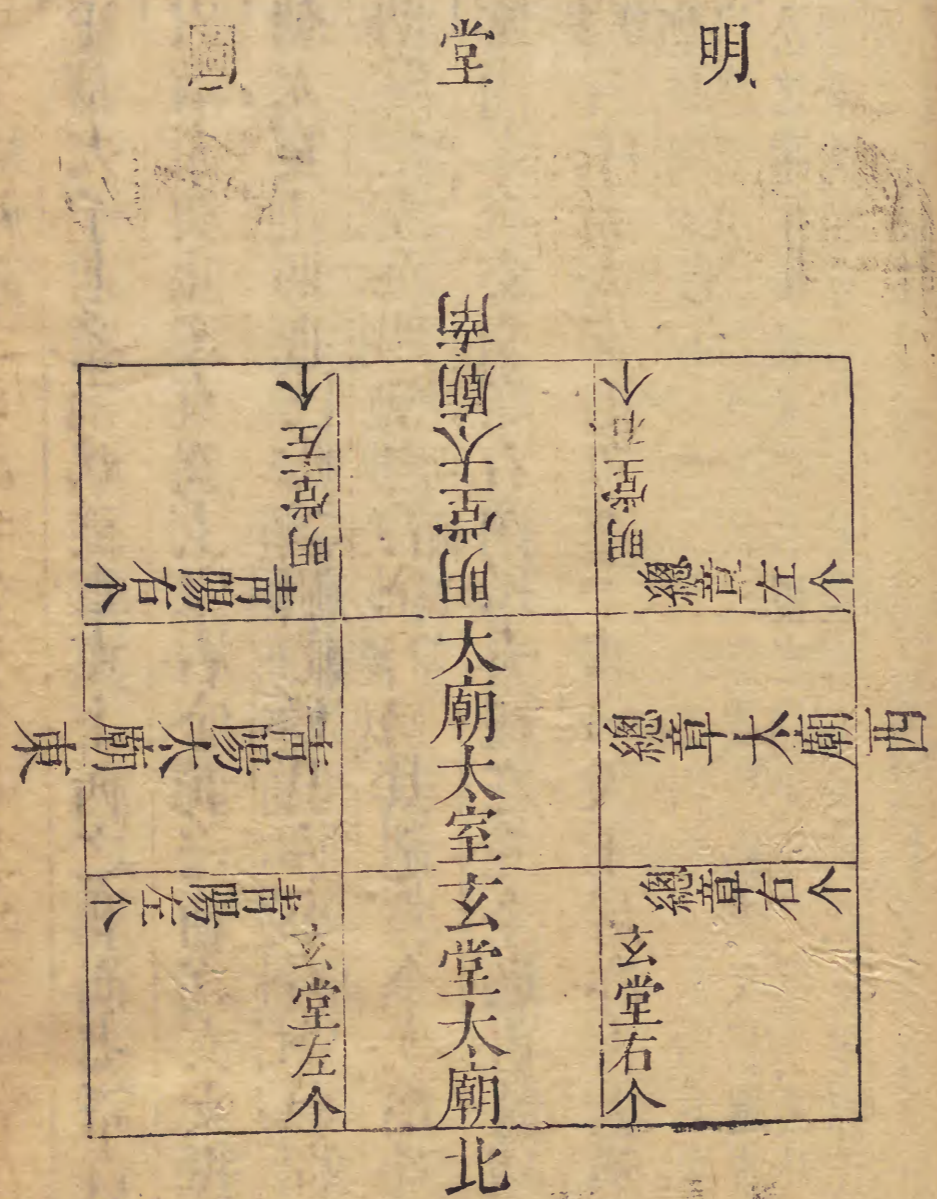 明堂圖
南
明堂太廟
明堂右个
總章左个
明堂左个
青陽右个
西
總章太廟
太廟太室
青陽太廟
東
總章右个
玄堂右个
玄堂太廟
青陽左个
玄堂左个
北